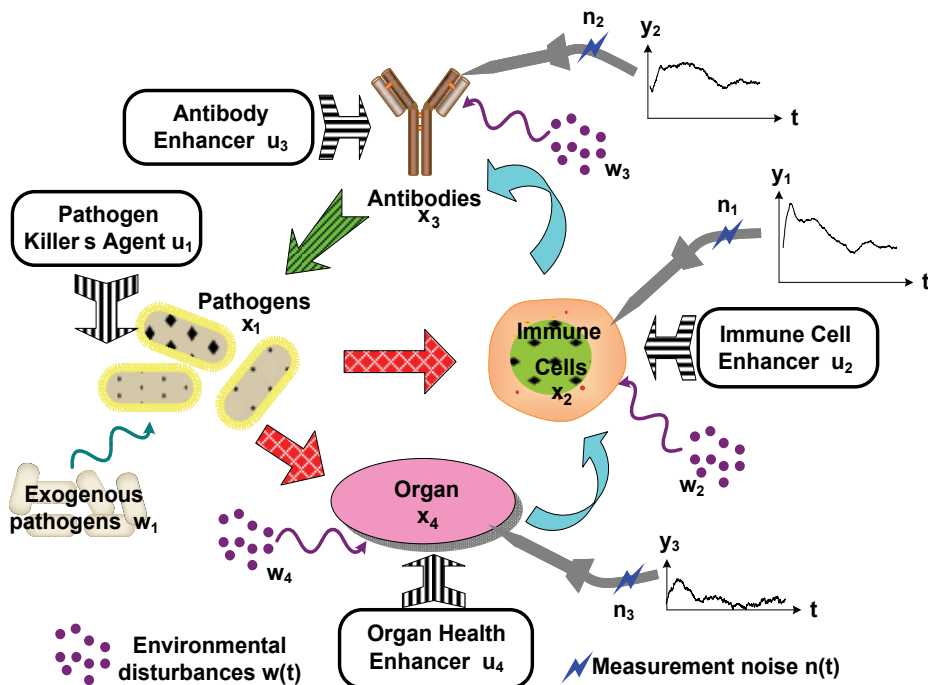 n2
y2
t
Antibody
Enhancer u3
w3
Antibodies
x3
y1
n1
t
Pathogen
Killer s Agent u1
Pathogens
x1
Immune
Cells
x2
Immune Cell
Enhancer u2
w2
Exogenous
pathogens w1
Organ
x4
w4
y3
n3
t
Organ Health
Enhancer u4
Environmental
disturbances w(t)
Measurement noise n(t)